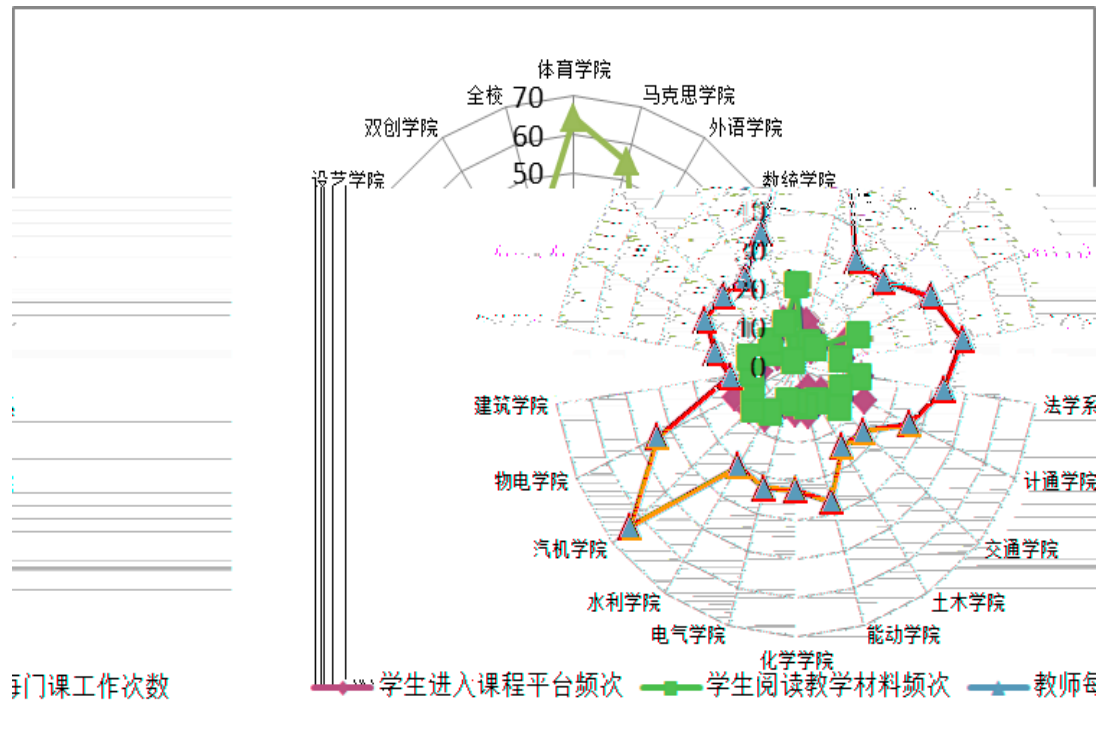 体育学院
全校 70 马克思学院
双创学院 60 外语学院
50
设艺学院 数统学院
20
10
0
建筑学院 法学系
物电学院 计通学院
汽机学院 交通学院
水利学院 土木学院
电气学院 能动学院
化学学院
门课工作次数 学生进入课程平台频次 学生阅读教学材料频次 教师